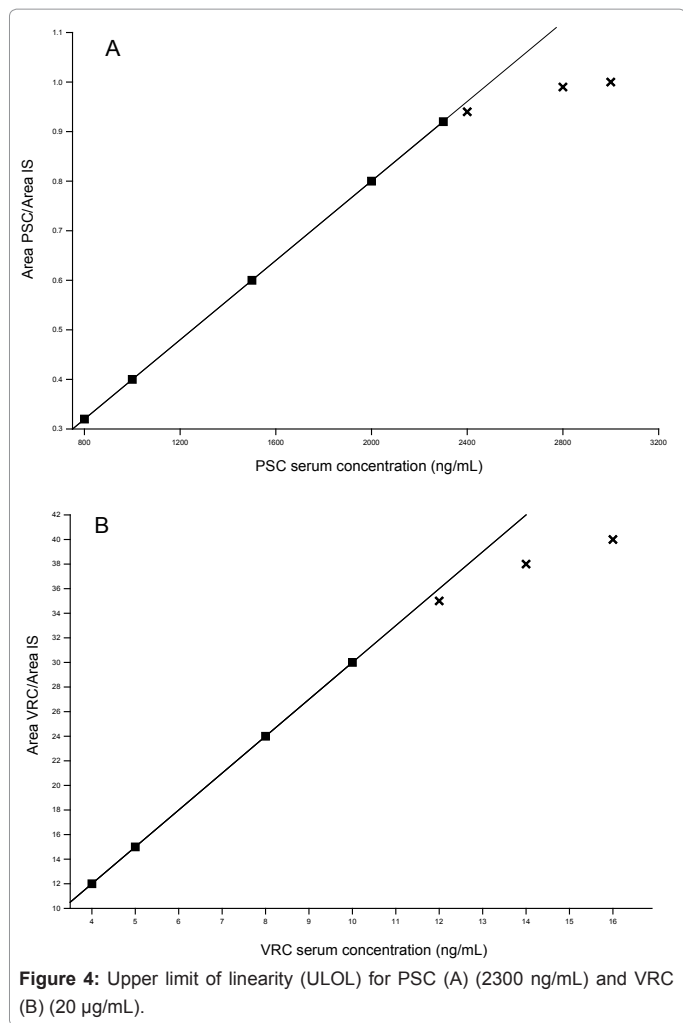 A
1.1
1.0
0.9
0.8
0.7
0.6
0.5
0.4
0.3
Area PSC/Area IS
800 1200 1600 2000 2400 2800 3200
PSC serum concentration (ng/mL)
B
42
40
38
36
34
32
30
28
26
24
22
20
18
16
14
12
10
Area VRC/Area IS
4 5 6 7 8 9 10 11 12 13 14 15 16
VRC serum concentration (ng/mL)
Figure 4: Upper limit of linearity (ULOL) for PSC (A) (2300 ng/mL) and VRC
(B) (20 µg/mL).